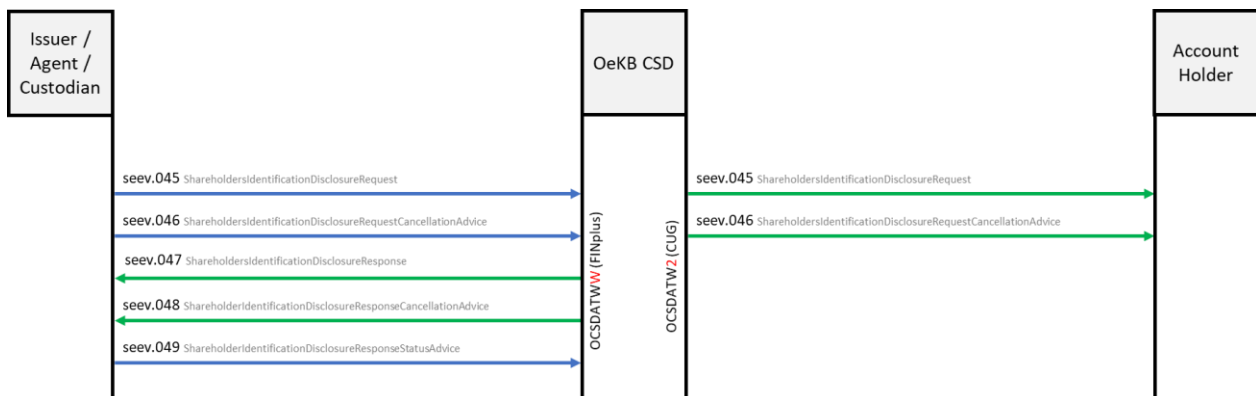 Issuer /
Agent /
Custodian
OeKB CSD
Account
Holder
seev.045 ShareholdersIdentificationDisclosureRequest
seev.046 ShareholdersIdentificationDisclosureRequestCancellationAdvice
seev.047 ShareholdersIdentificationDisclosureResponse
seev.048 ShareholderIdentificationDisclosureResponseCancellationAdvice
seev.049 ShareholderIdentificationDisclosureResponseStatusAdvice
OCSDATWW (FINplus)
OCSDATW2 (CUG)
seev.045 ShareholdersIdentificationDisclosureRequest
seev.046 ShareholdersIdentificationDisclosureRequestCancellationAdvice